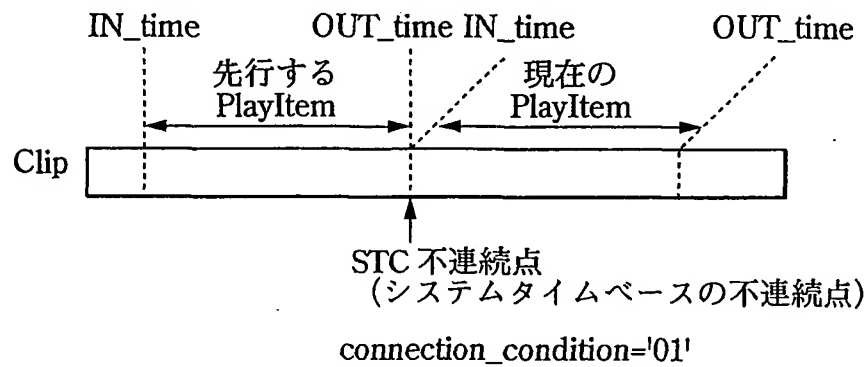 IN_time OUT_time IN_time OUT_time
先行する 現在の
PlayItem PlayItem
Clip
STC 不連続点
（システムタイムベースの不連続点）
connection_condition='01'